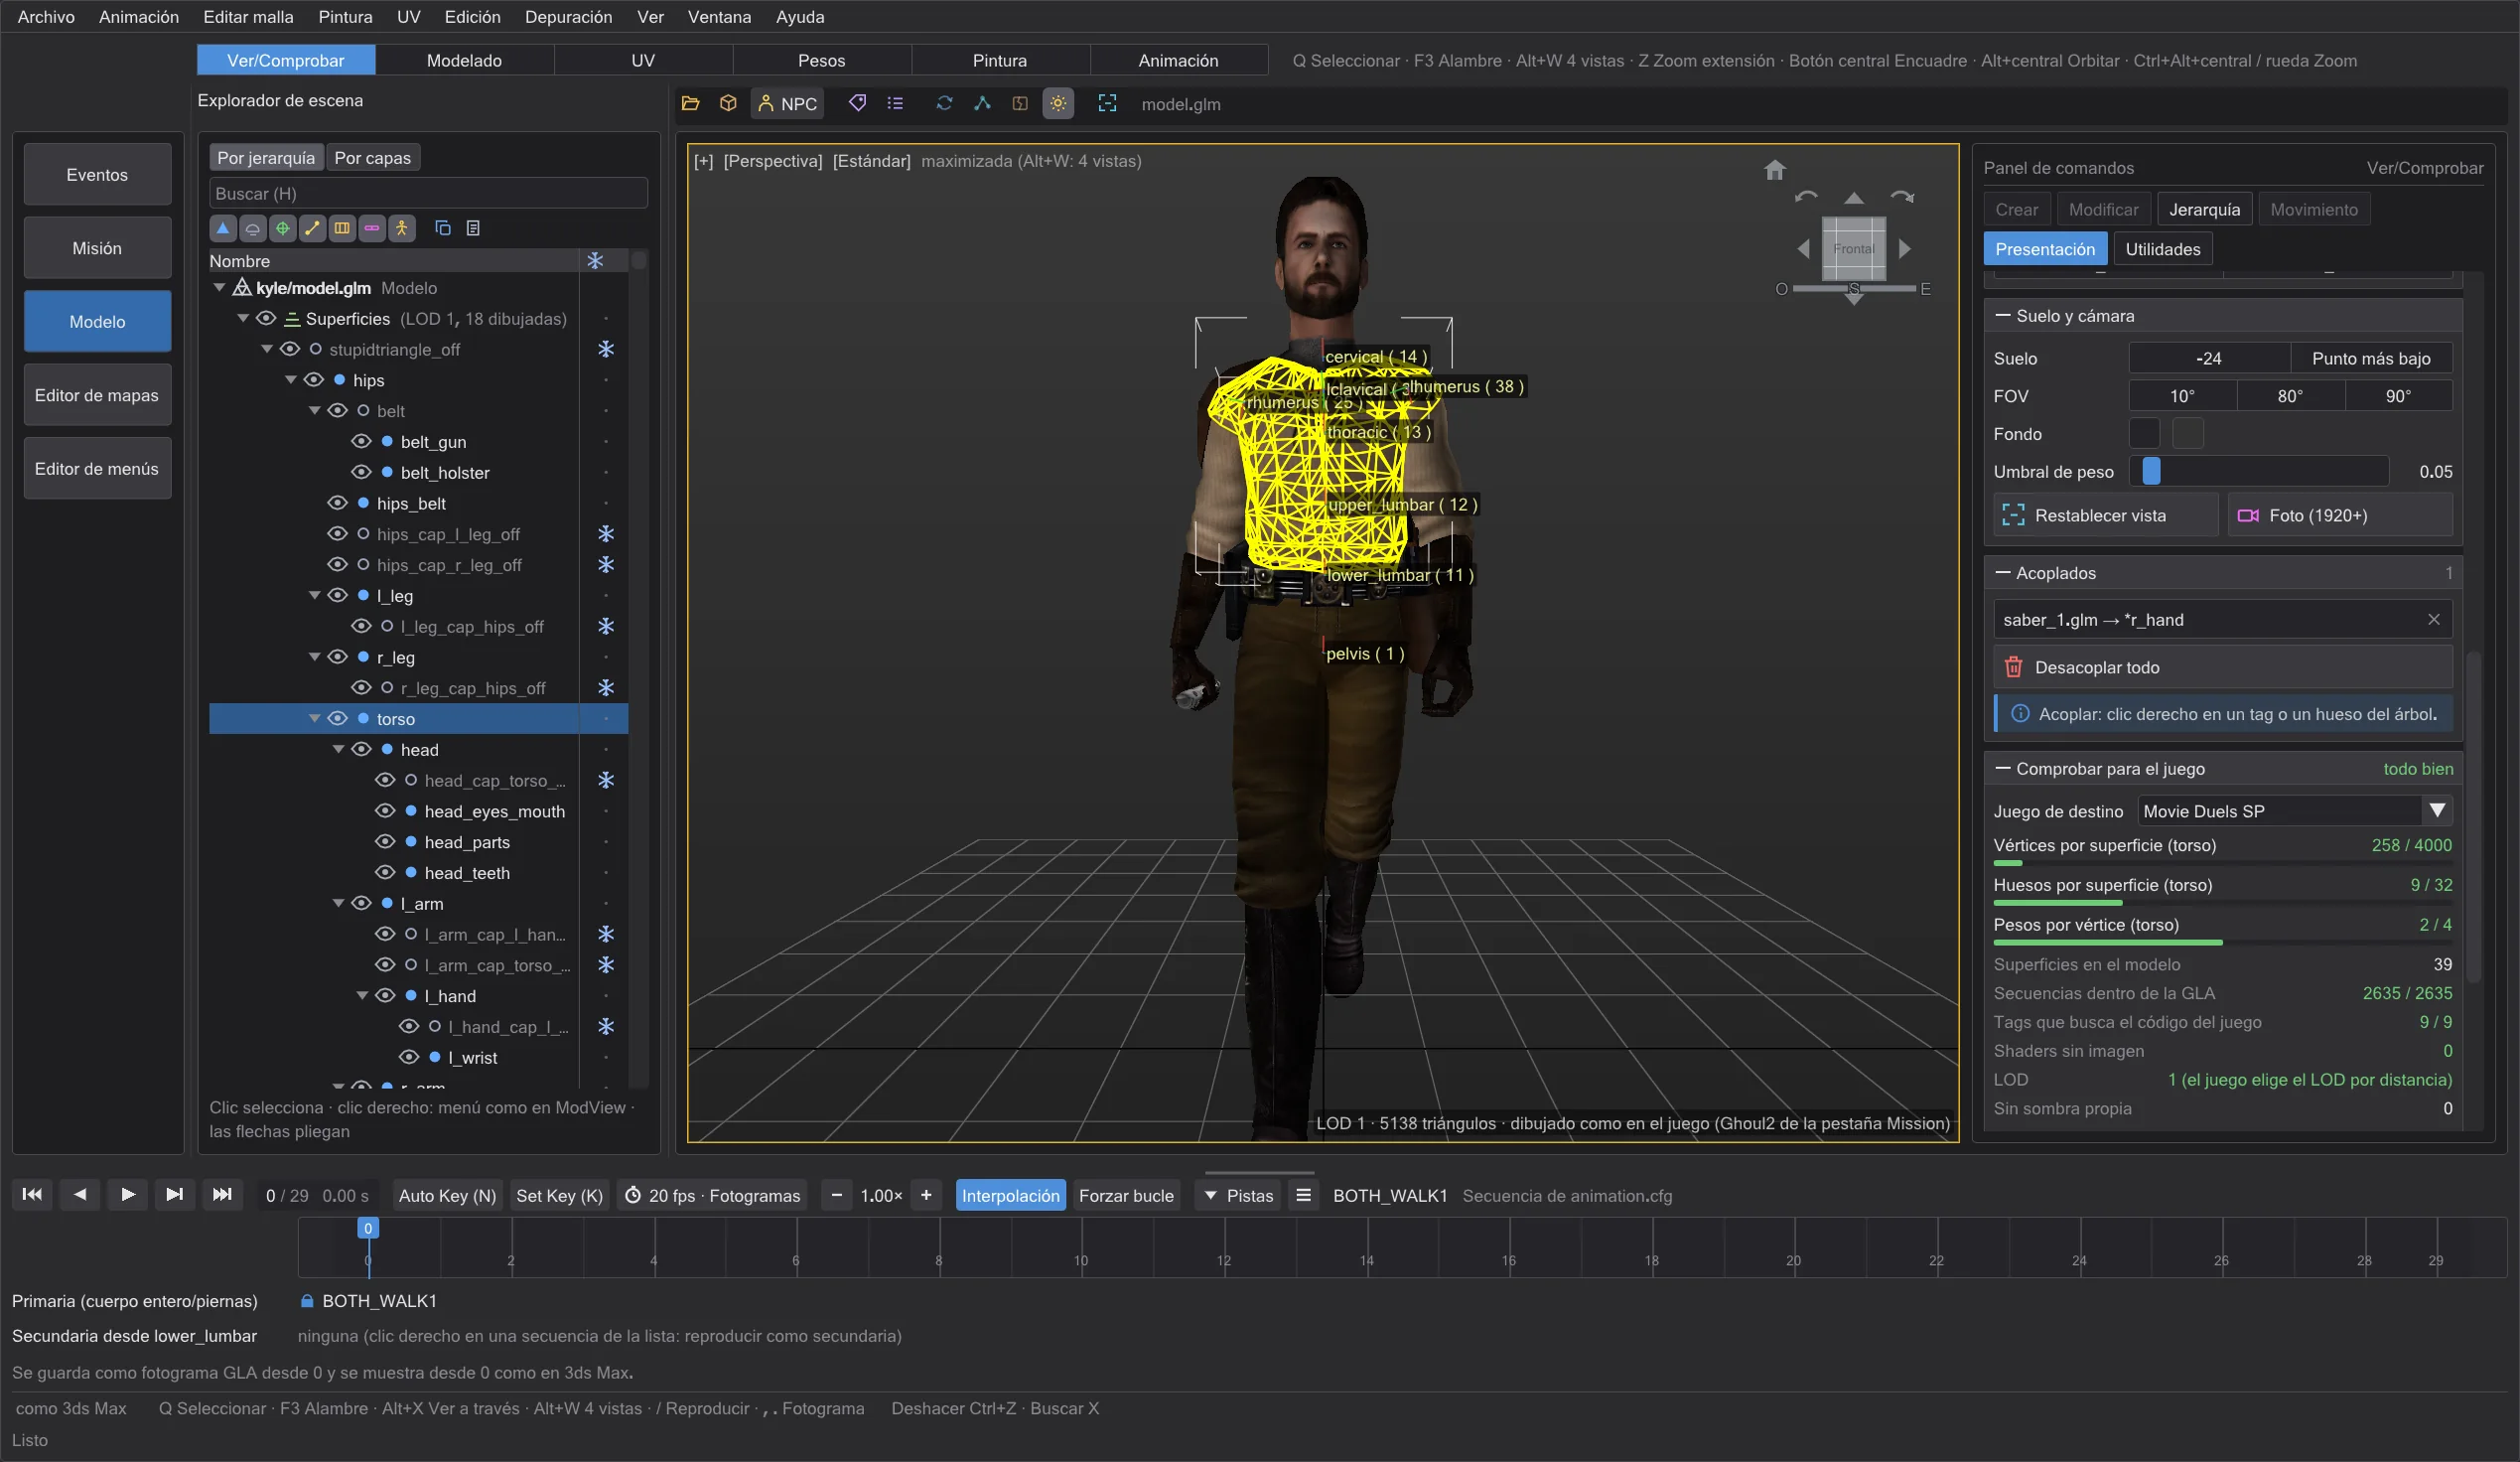 Archivo Animación Editar malla Pintura UV Edición Depuración Ver Ventana Ayuda
Ver/Comprobar Modelado UV Pesos Pintura Animación Q Seleccionar · F3 Alambre · Alt+W 4 vistas · Z Zoom extensión · Botón central Encuadre · Alt+central Orbitar · Ctrl+Alt+central / rueda Zoom
Eventos
Misión
Modelo
Editor de mapas
Editor de menús
Explorador de escena
Por jerarquía Por capas
Buscar (H)
Nombre
kyle/model.glm Modelo
Superficies (LOD 1, 18 dibujadas)
stupidtriangle_off
hips
belt
belt_gun
belt_holster
hips_belt
hips_cap_l_leg_off
hips_cap_r_leg_off
l_leg
l_leg_cap_hips_off
r_leg
r_leg_cap_hips_off
torso
head
head_cap_torso_...
head_eyes_mouth
head_parts
head_teeth
l_arm
l_arm_cap_l_han...
l_arm_cap_torso_...
l_hand
l_hand_cap_l_...
l_wrist
r_arm
Clic selecciona · clic derecho: menú como en ModView ·
las flechas pliegan
NPC model.glm
[+] [Perspectiva] [Estándar] maximizada (Alt+W: 4 vistas)
Frontal
O S E
cervical ( 14 )
lclavical ( 3
lhumerus ( 38 )
rhumerus ( 25 )
thoracic ( 13 )
upper_lumbar ( 12 )
lower_lumbar ( 11 )
pelvis ( 1 )
LOD 1 · 5138 triángulos · dibujado como en el juego (Ghoul2 de la pestaña Mission)
Panel de comandos Ver/Comprobar
Crear Modificar Jerarquía Movimiento
Presentación Utilidades
Suelo y cámara
Suelo -24 Punto más bajo
FOV 10° 80° 90°
Fondo
Umbral de peso 0.05
Restablecer vista Foto (1920+)
Acoplados 1
saber_1.glm → *r_hand
Desacoplar todo
Acoplar: clic derecho en un tag o un hueso del árbol.
Comprobar para el juego todo bien
Juego de destino Movie Duels SP
Vértices por superficie (torso) 258 / 4000
Huesos por superficie (torso) 9 / 32
Pesos por vértice (torso) 2 / 4
Superficies en el modelo 39
Secuencias dentro de la GLA 2635 / 2635
Tags que busca el código del juego 9 / 9
Shaders sin imagen 0
LOD 1 (el juego elige el LOD por distancia)
Sin sombra propia 0
0 / 29 0.00 s Auto Key (N) Set Key (K) 20 fps · Fotogramas − 1.00× + Interpolación Forzar bucle Pistas BOTH_WALK1 Secuencia de animation.cfg
0
0 2 4 6 8 10 12 14 16 18 20 22 24 26 28 29
Primaria (cuerpo entero/piernas) BOTH_WALK1
Secundaria desde lower_lumbar ninguna (clic derecho en una secuencia de la lista: reproducir como secundaria)
Se guarda como fotograma GLA desde 0 y se muestra desde 0 como en 3ds Max.
como 3ds Max Q Seleccionar · F3 Alambre · Alt+X Ver a través · Alt+W 4 vistas · / Reproducir · , . Fotograma Deshacer Ctrl+Z · Buscar X
Listo